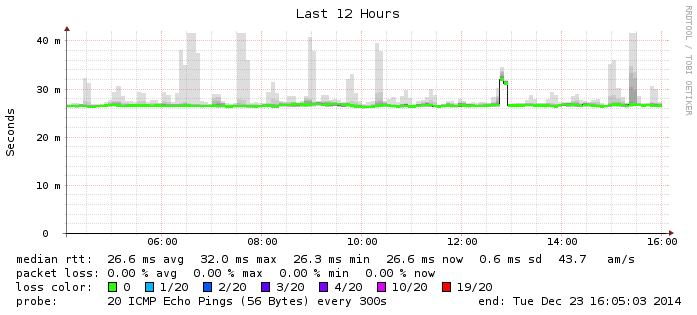 Last 12 Hours
RRDTOOL / TOBI OETIKER
Seconds
40 m
30 m
20 m
10 m
0
06:00 08:00 10:00 12:00 14:00 16:00
median rtt: 26.6 ms avg 32.0 ms max 26.3 ms min 26.6 ms now 0.6 ms sd 43.7 am/s
packet loss: 0.00 % avg 0.00 % max 0.00 % min 0.00 % now
loss color: 0 1/20 2/20 3/20 4/20 10/20 19/20
probe: 20 ICMP Echo Pings (56 Bytes) every 300s end: Tue Dec 23 16:05:03 2014